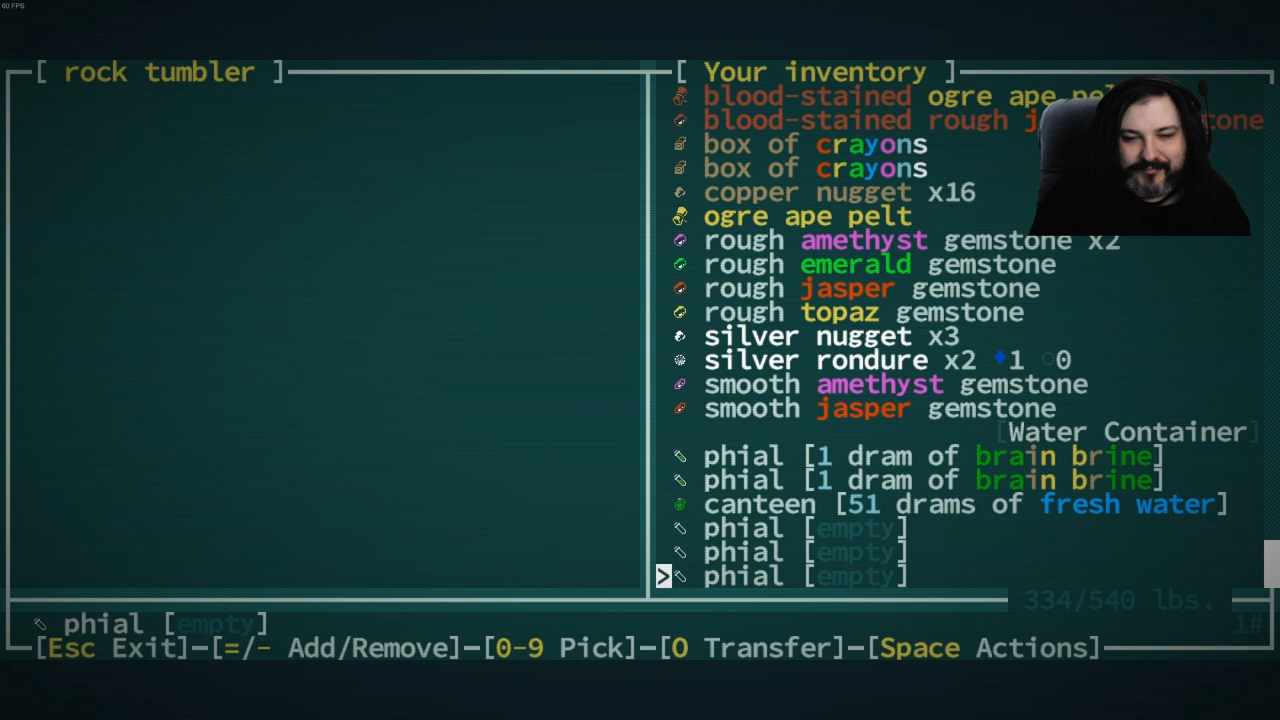 60 FPS
[ rock tumbler ]
[ Your inventory ]
blood-stained ogre ape
blood-stained rough
box of crayons
box of crayons
copper nugget x16
ogre ape pelt
rough amethyst gemstone x2
rough emerald gemstone
rough jasper gemstone
rough topaz gemstone
silver nugget x3
silver rondure x2 ♦1 ○0
smooth amethyst gemstone
smooth jasper gemstone
[Water Container]
phial [1 dram of brain brine]
phial [1 dram of brain brine]
canteen [51 drams of fresh water]
phial [empty]
phial [empty]
> phial [empty]
334/540 lbs.
phial [empty]
[Esc Exit]—[=/- Add/Remove]—[0-9 Pick]—[O Transfer]—[Space Actions]